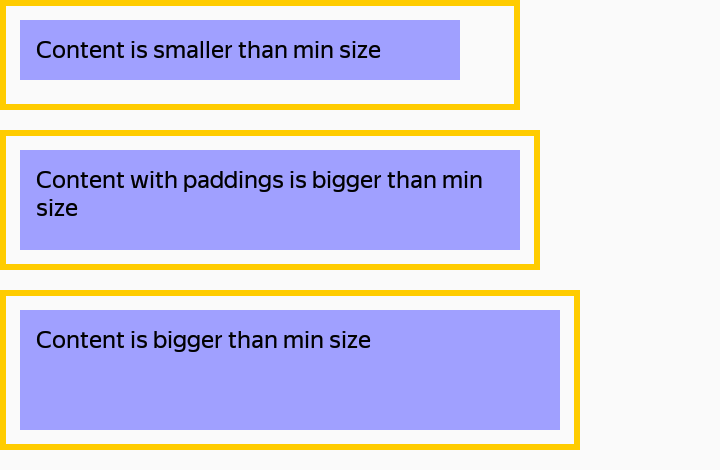 Content is smaller than min size
Content with paddings is bigger than min
size
Content is bigger than min size